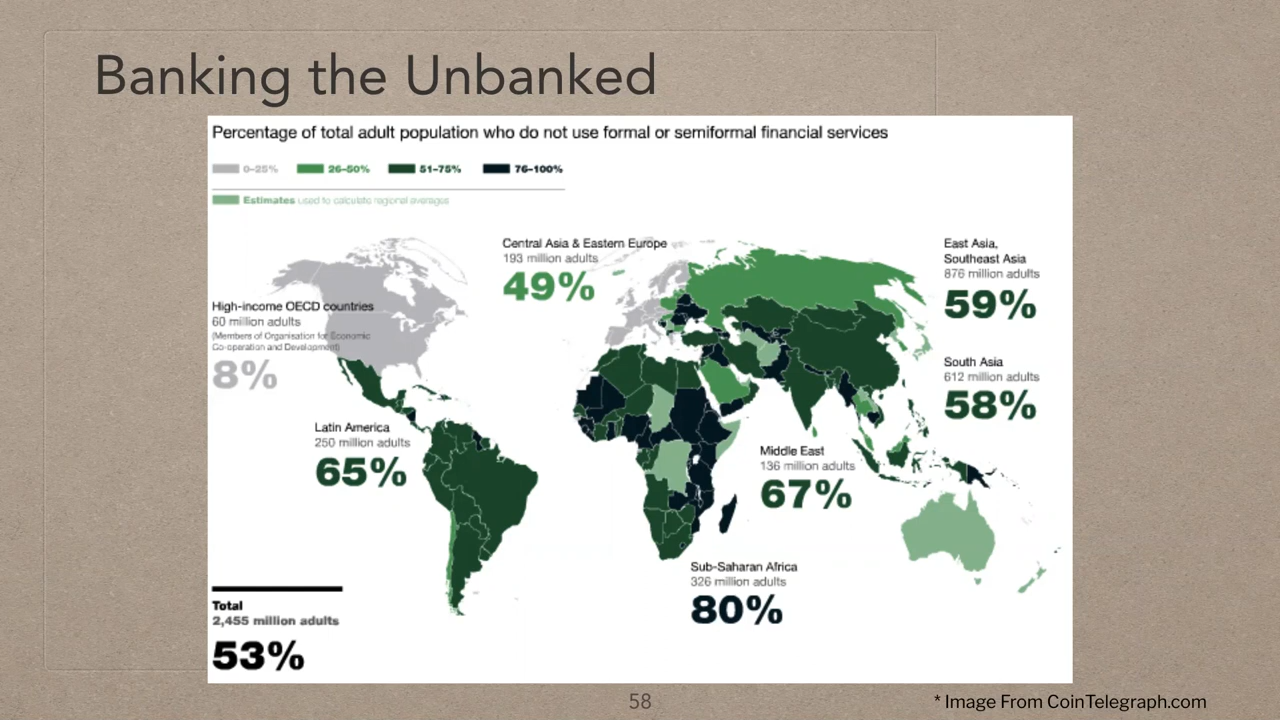 Banking the Unbanked
Percentage of total adult population who do not use formal or semiformal financial services
0–25% 26–50% 51–75% 76–100%
Estimates used to calculate regional averages
Central Asia & Eastern Europe
193 million adults
49%
East Asia,
Southeast Asia
876 million adults
59%
High-income OECD countries
60 million adults
(Members of Organisation for Economic
Co-operation and Development)
8%
South Asia
612 million adults
58%
Latin America
250 million adults
65%
Middle East
136 million adults
67%
Sub-Saharan Africa
326 million adults
80%
Total
2,455 million adults
53%
58
* Image From CoinTelegraph.com